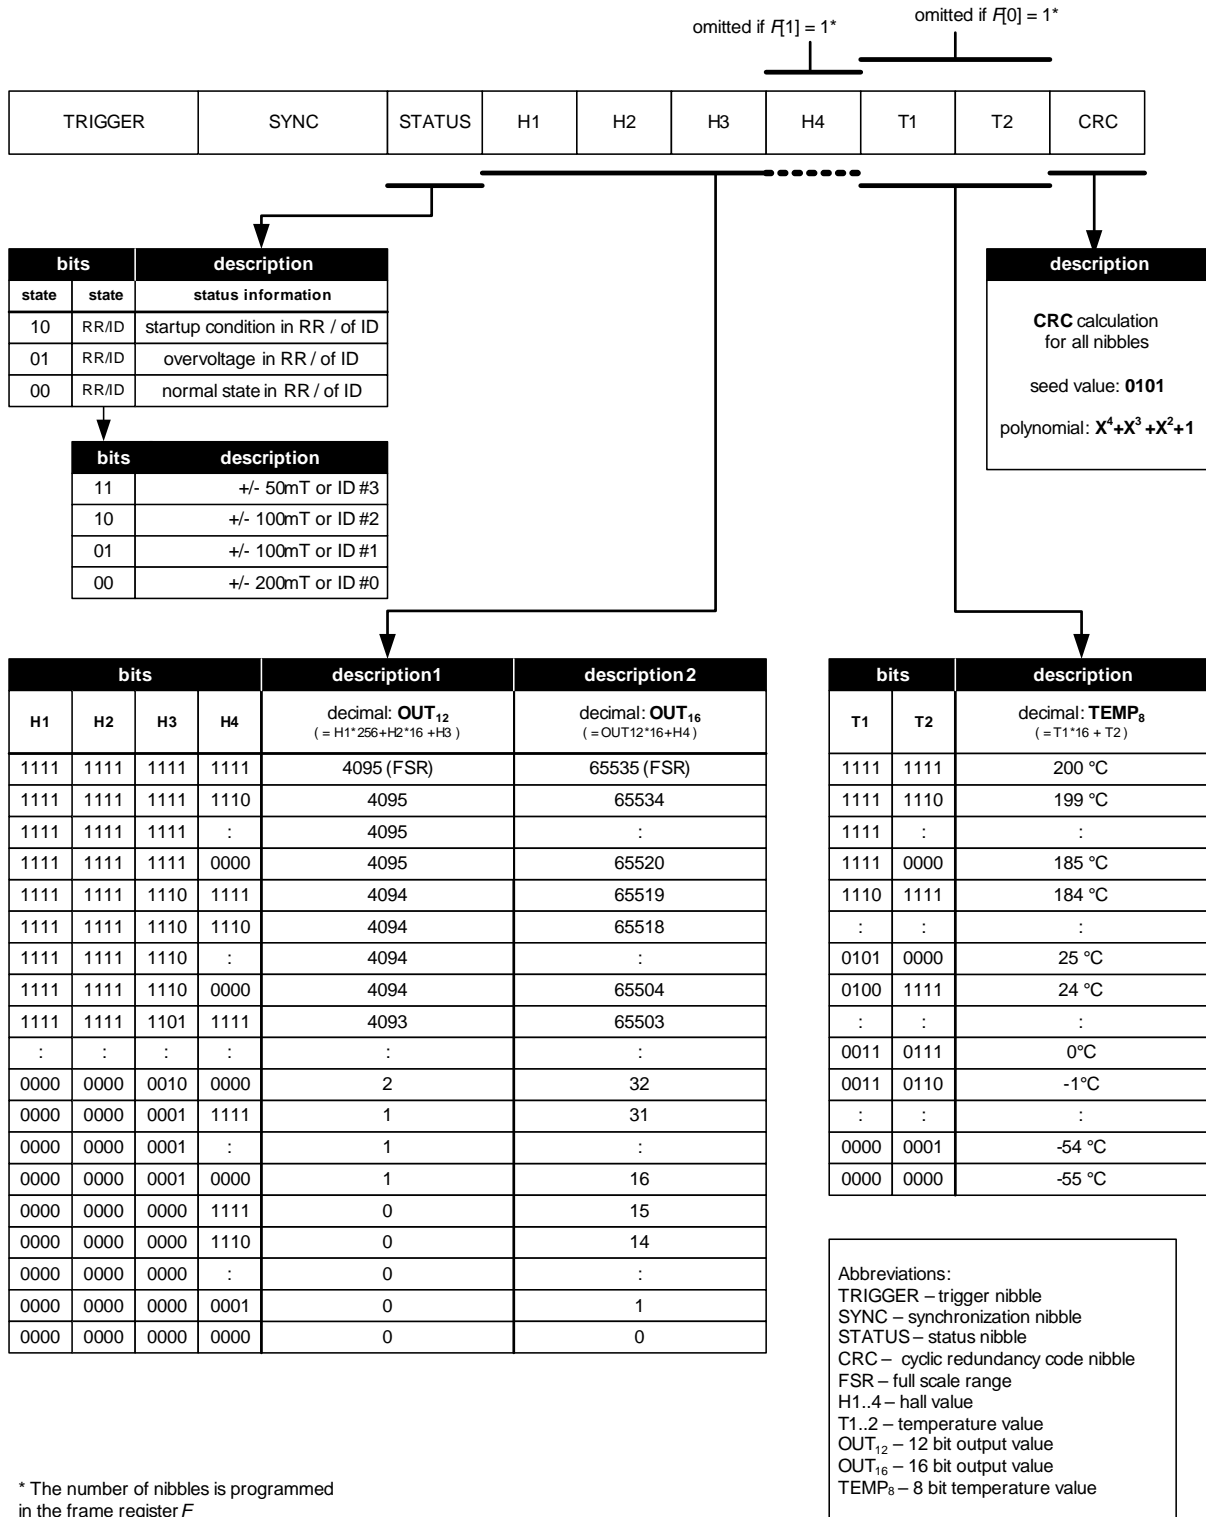 omitted if F[1] = 1*
omitted if F[0] = 1*
TRIGGER SYNC STATUS H1 H2 H3 H4 T1 T2 CRC
bits description
state state status information
10 RR/ID startup condition in RR / of ID
01 RR/ID overvoltage in RR / of ID
00 RR/ID normal state in RR / of ID
bits description
11 +/- 50mT or ID #3
10 +/- 100mT or ID #2
01 +/- 100mT or ID #1
00 +/- 200mT or ID #0
description
CRC calculation
for all nibbles
seed value: 0101
polynomial: X⁴+X³ +X²+1
bits description1 description 2
H1 H2 H3 H4 decimal: OUT₁₂ decimal: OUT₁₆
( = H1*256+H2*16 +H3 ) ( =OUT12*16+H4 )
1111 1111 1111 1111 4095 (FSR) 65535 (FSR)
1111 1111 1111 1110 4095 65534
1111 1111 1111 : 4095 :
1111 1111 1111 0000 4095 65520
1111 1111 1110 1111 4094 65519
1111 1111 1110 1110 4094 65518
1111 1111 1110 : 4094 :
1111 1111 1110 0000 4094 65504
1111 1111 1101 1111 4093 65503
: : : : : :
0000 0000 0010 0000 2 32
0000 0000 0001 1111 1 31
0000 0000 0001 : 1 :
0000 0000 0001 0000 1 16
0000 0000 0000 1111 0 15
0000 0000 0000 1110 0 14
0000 0000 0000 : 0 :
0000 0000 0000 0001 0 1
0000 0000 0000 0000 0 0
bits description
T1 T2 decimal: TEMP₈
( =T1*16 + T2 )
1111 1111 200 °C
1111 1110 199 °C
1111 : :
1111 0000 185 °C
1110 1111 184 °C
: : :
0101 0000 25 °C
0100 1111 24 °C
: : :
0011 0111 0°C
0011 0110 -1°C
: : :
0000 0001 -54 °C
0000 0000 -55 °C
Abbreviations:
TRIGGER – trigger nibble
SYNC – synchronization nibble
STATUS – status nibble
CRC – cyclic redundancy code nibble
FSR – full scale range
H1..4 – hall value
T1..2 – temperature value
OUT₁₂ – 12 bit output value
OUT₁₆ – 16 bit output value
TEMP₈ – 8 bit temperature value
* The number of nibbles is programmed
in the frame register F